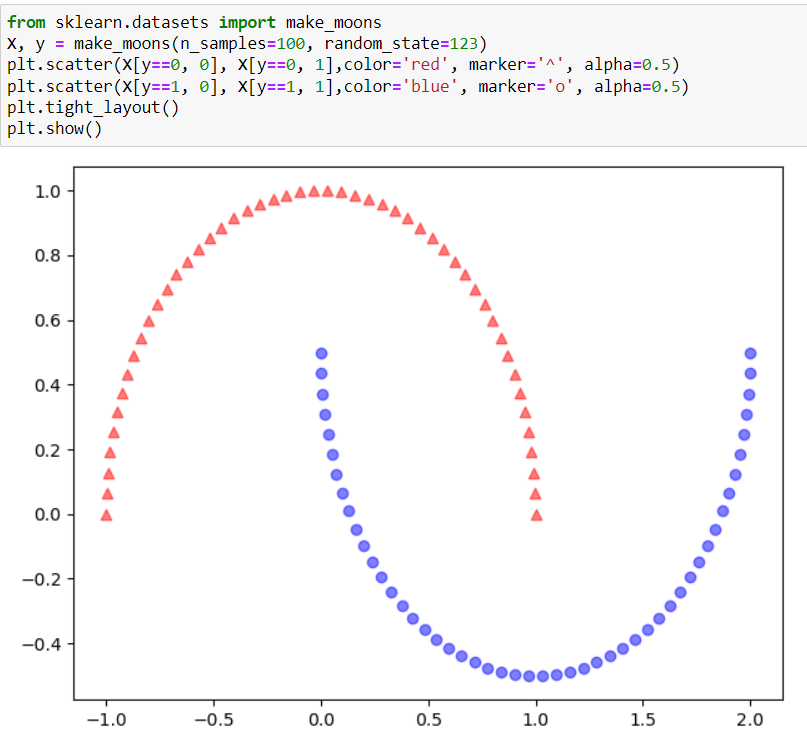 from sklearn.datasets import make_moons
X, y = make_moons(n_samples=100, random_state=123)
plt.scatter(X[y==0, 0], X[y==0, 1],color='red', marker='^', alpha=0.5)
plt.scatter(X[y==1, 0], X[y==1, 1],color='blue', marker='o', alpha=0.5)
plt.tight_layout()
plt.show()
1.0
0.8
0.6
0.4
0.2
0.0
−0.2
−0.4
−1.0 −0.5 0.0 0.5 1.0 1.5 2.0